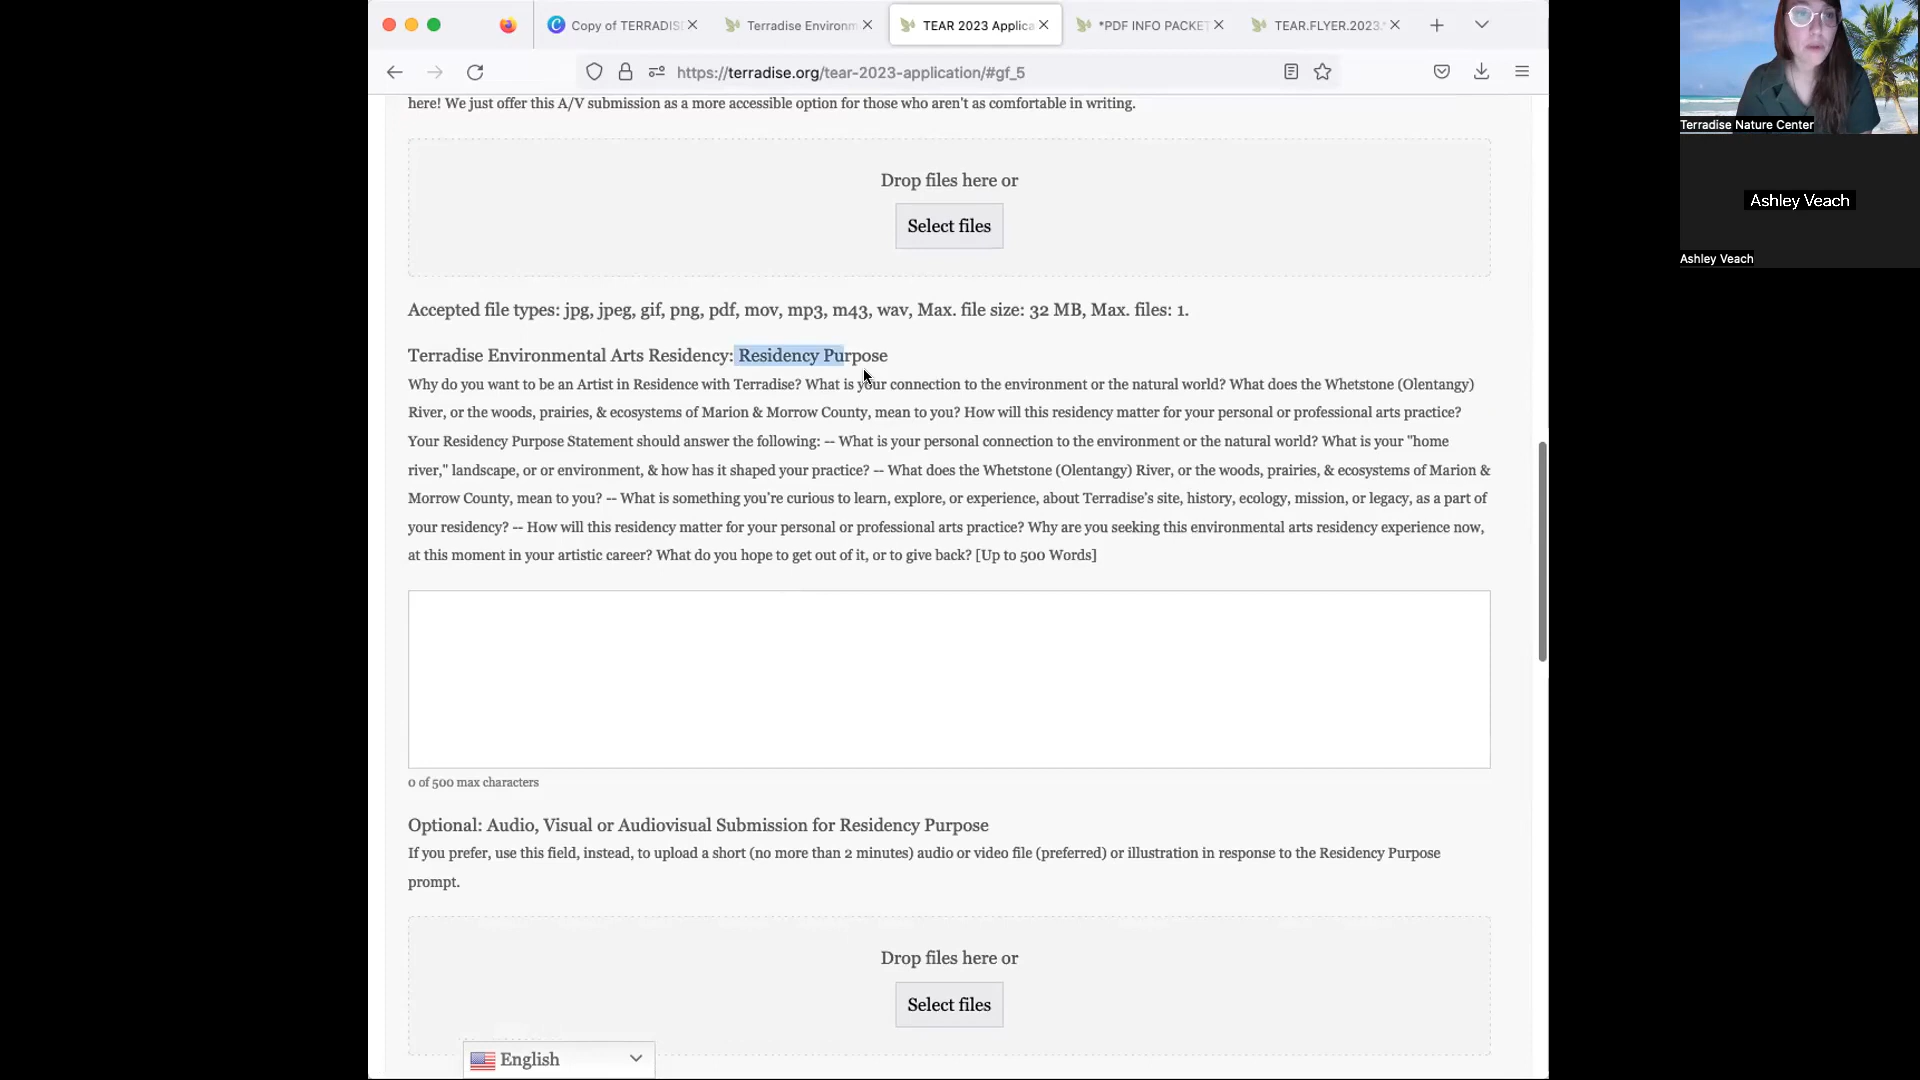 Copy of TERRADIS
Terradise Environm
TEAR 2023 Applica
*PDF INFO PACKET
TEAR.FLYER.2023.
https://terradise.org/tear-2023-application/#gf_5
here! We just offer this A/V submission as a more accessible option for those who aren't as comfortable in writing.
Drop files here or
Select files
Accepted file types: jpg, jpeg, gif, png, pdf, mov, mp3, m43, wav, Max. file size: 32 MB, Max. files: 1.
Terradise Environmental Arts Residency: Residency Purpose
Why do you want to be an Artist in Residence with Terradise? What is your connection to the environment or the natural world? What does the Whetstone (Olentangy)
River, or the woods, prairies, & ecosystems of Marion & Morrow County, mean to you? How will this residency matter for your personal or professional arts practice?
Your Residency Purpose Statement should answer the following: -- What is your personal connection to the environment or the natural world? What is your "home
river," landscape, or or environment, & how has it shaped your practice? -- What does the Whetstone (Olentangy) River, or the woods, prairies, & ecosystems of Marion &
Morrow County, mean to you? -- What is something you're curious to learn, explore, or experience, about Terradise's site, history, ecology, mission, or legacy, as a part of
your residency? -- How will this residency matter for your personal or professional arts practice? Why are you seeking this environmental arts residency experience now,
at this moment in your artistic career? What do you hope to get out of it, or to give back? [Up to 500 Words]
0 of 500 max characters
Optional: Audio, Visual or Audiovisual Submission for Residency Purpose
If you prefer, use this field, instead, to upload a short (no more than 2 minutes) audio or video file (preferred) or illustration in response to the Residency Purpose
prompt.
Drop files here or
Select files
English
Terradise Nature Center
Ashley Veach
Ashley Veach